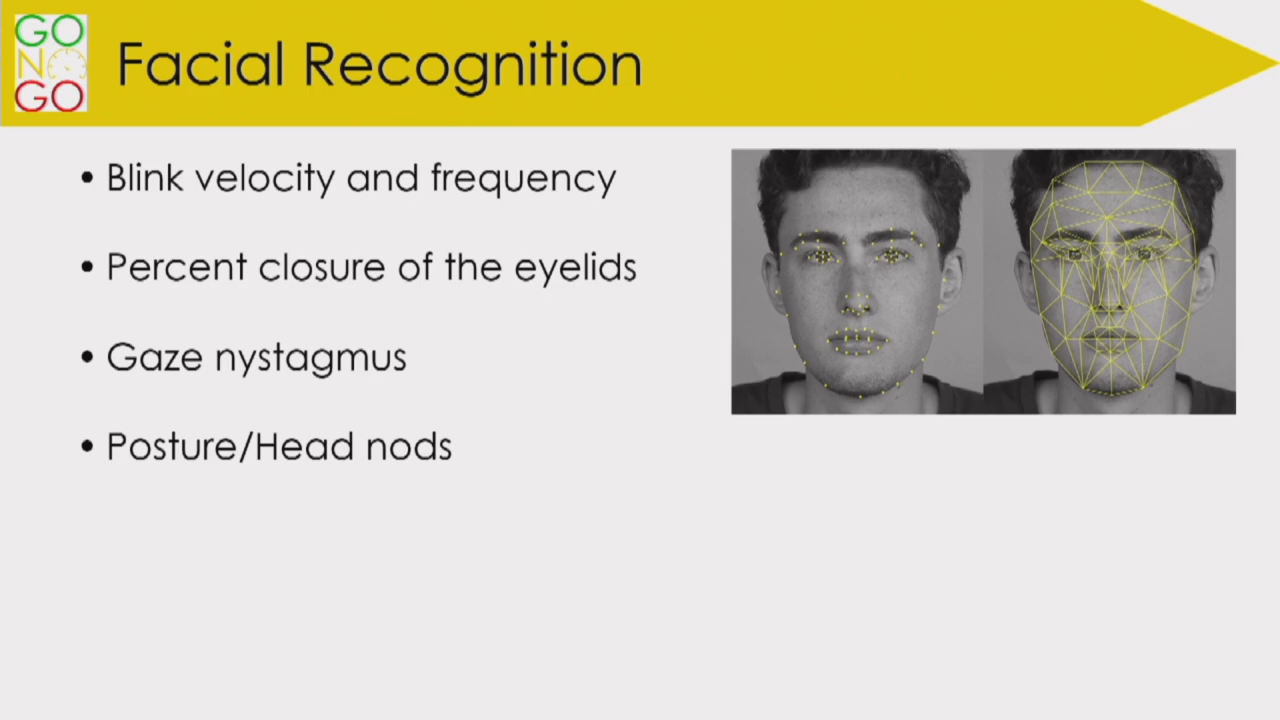 GO
NO
GO
Facial Recognition
• Blink velocity and frequency
• Percent closure of the eyelids
• Gaze nystagmus
• Posture/Head nods